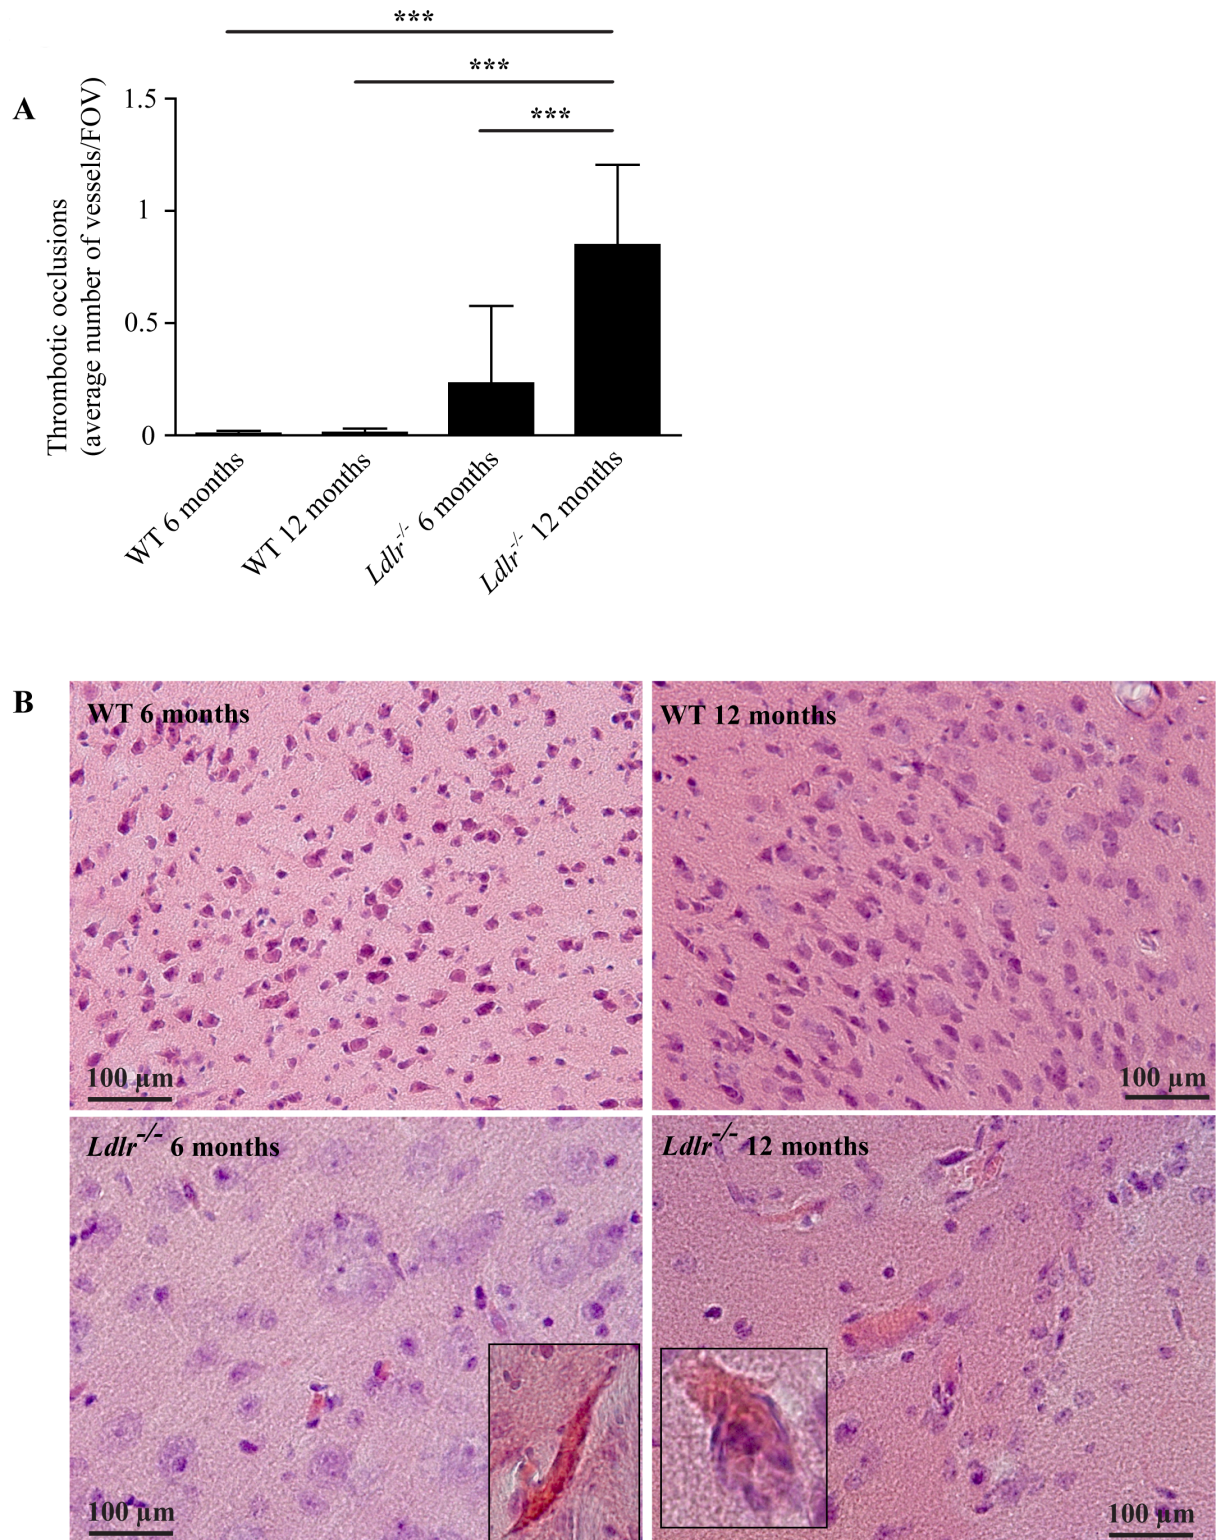 ***
***
***
A
1.5
1
0.5
0
Thrombotic occlusions
(average number of vessels/FOV)
WT 6 months
WT 12 months
Ldlr-/- 6 months
Ldlr-/- 12 months
B
WT 6 months
WT 12 months
100 µm
100 µm
Ldlr-/- 6 months
Ldlr-/- 12 months
100 µm
100 µm